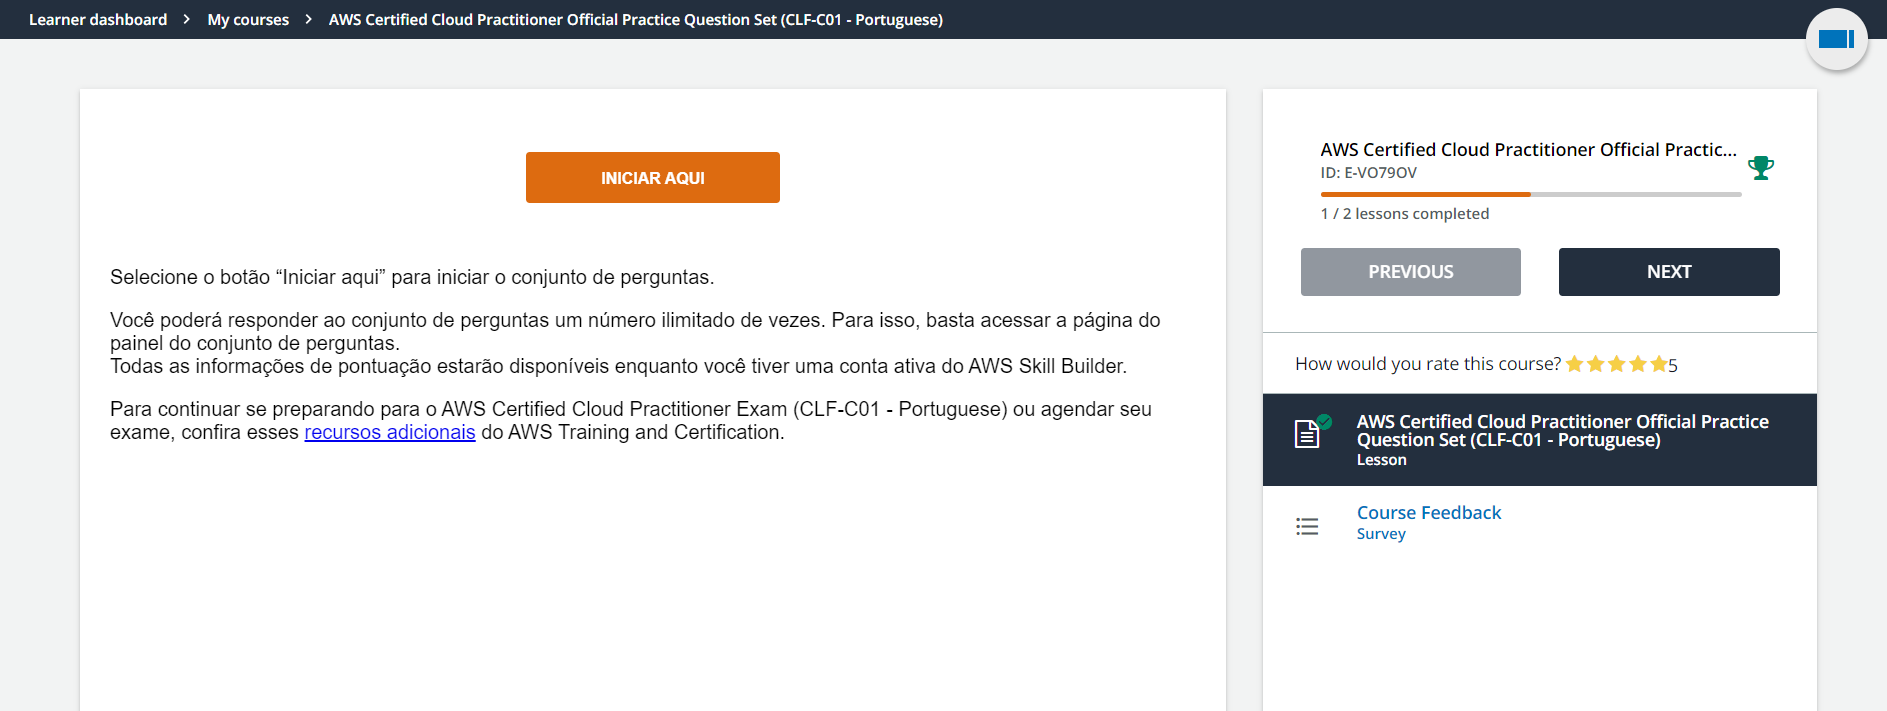 Learner dashboard > My courses > AWS Certified Cloud Practitioner Official Practice Question Set (CLF-C01 - Portuguese)
INICIAR AQUI
Selecione o botão “Iniciar aqui” para iniciar o conjunto de perguntas.
Você poderá responder ao conjunto de perguntas um número ilimitado de vezes. Para isso, basta acessar a página do
painel do conjunto de perguntas.
Todas as informações de pontuação estarão disponíveis enquanto você tiver uma conta ativa do AWS Skill Builder.
Para continuar se preparando para o AWS Certified Cloud Practitioner Exam (CLF-C01 - Portuguese) ou agendar seu
exame, confira esses recursos adicionais do AWS Training and Certification.
AWS Certified Cloud Practitioner Official Practic...
ID: E-VO79OV
1 / 2 lessons completed
PREVIOUS
NEXT
How would you rate this course? 5
AWS Certified Cloud Practitioner Official Practice
Question Set (CLF-C01 - Portuguese)
Lesson
Course Feedback
Survey